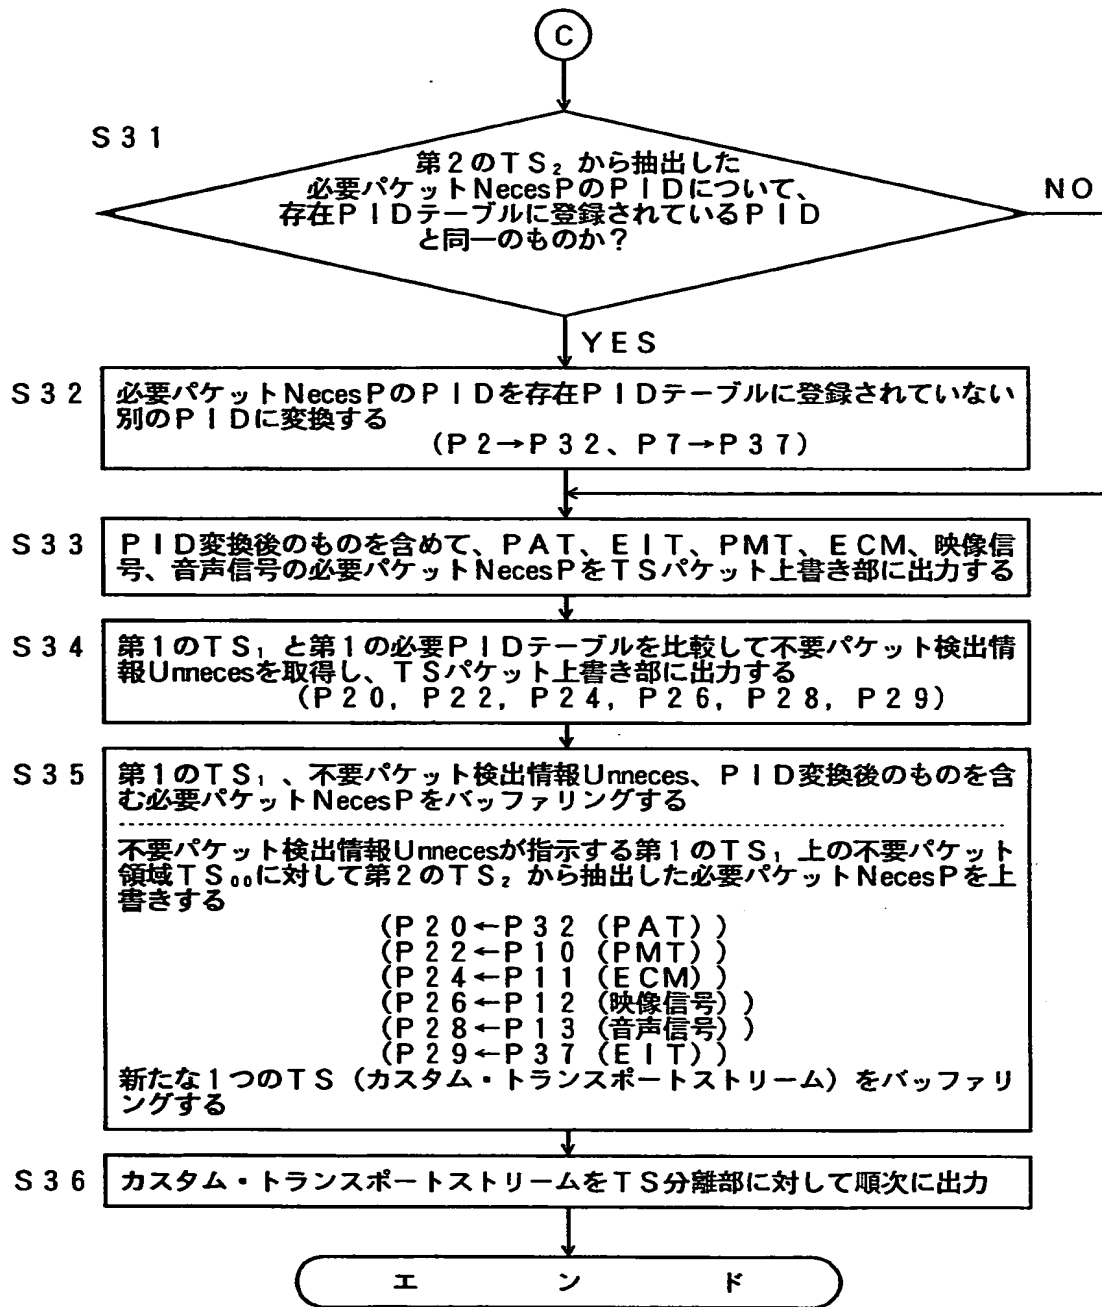 C
S31
第2のTS₂ から抽出した
必要パケットNecesPのPIDについて、
存在PIDテーブルに登録されているPID
と同一のものか？
NO
YES
S32
必要パケットNecesPのPIDを存在PIDテーブルに登録されていない
別のPIDに変換する
(P2→P32、P7→P37)
S33
PID変換後のものを含めて、PAT、EIT、PMT、ECM、映像信
号、音声信号の必要パケットNecesPをTSパケット上書き部に出力する
S34
第1のTS₁ と第1の必要PIDテーブルを比較して不要パケット検出情
報Unnecesを取得し、TSパケット上書き部に出力する
(P20, P22, P24, P26, P28, P29)
S35
第1のTS₁ 、不要パケット検出情報Unneces、PID変換後のものを含
む必要パケットNecesPをバッファリングする
不要パケット検出情報Unnecesが指示する第1のTS₁ 上の不要パケット
領域TS₀₀に対して第2のTS₂ から抽出した必要パケットNecesPを上
書きする
(P20←P32 (PAT))
(P22←P10 (PMT))
(P24←P11 (ECM))
(P26←P12 (映像信号))
(P28←P13 (音声信号))
(P29←P37 (EIT))
新たな1つのTS (カスタム・トランスポートストリーム) をバッファリ
ングする
S36
カスタム・トランスポートストリームをTS分離部に対して順次に出力
エンド